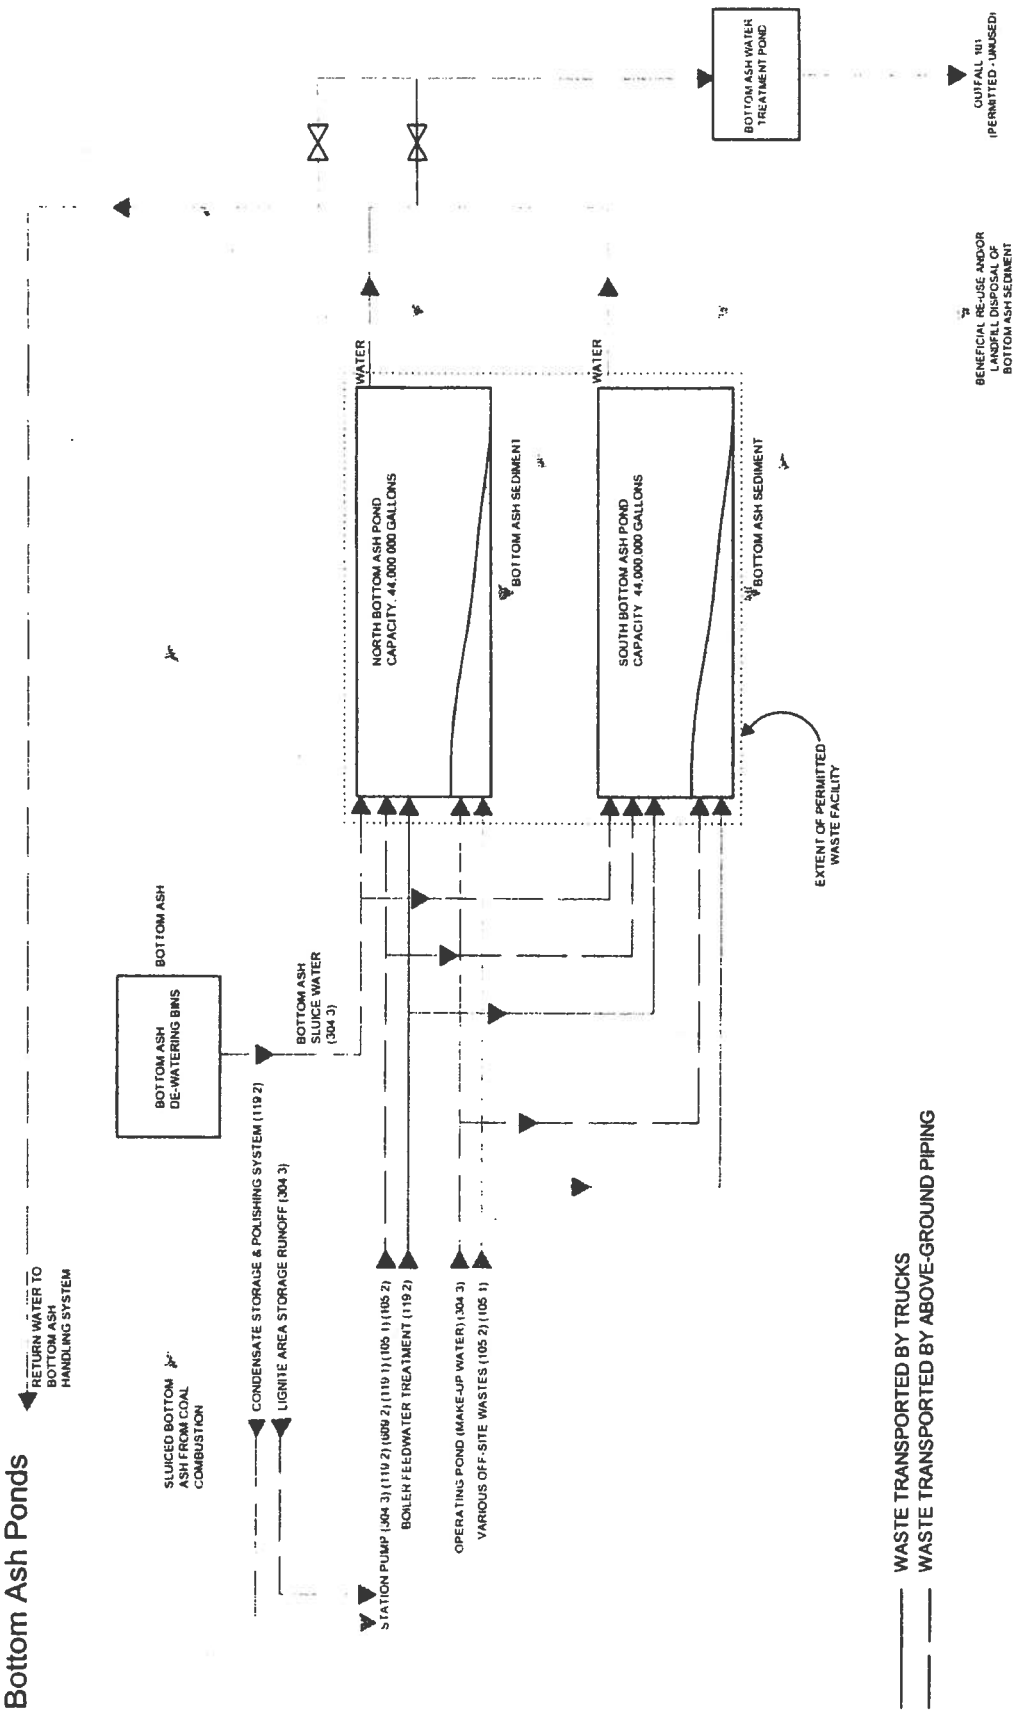 Bottom Ash Ponds
RETURN WATER TO
BOTTOM ASH
HANDLING SYSTEM
SLUICED BOTTOM
ASH FROM COAL
COMBUSTION
BOTTOM ASH
DE-WATERING BINS
BOTTOM ASH
CONDENSATE STORAGE & POLISHING SYSTEM (119 2)
LIGNITE AREA STORAGE RUNOFF (304 3)
BOTTOM ASH
SLUICE WATER
(304 3)
STATION PUMP (304 3) (119 2) (609 2) (119 1) (105 1) (105 2)
BOILER FEEDWATER TREATMENT (119 2)
OPERATING POND (MAKE-UP WATER) (304 3)
VARIOUS OFF-SITE WASTES (105 2) (105 1)
WATER
NORTH BOTTOM ASH POND
CAPACITY. 44,000 000 GALLONS
BOTTOM ASH SEDIMENT
WATER
SOUTH BOTTOM ASH POND
CAPACITY 44,000,000 GALLONS
BOTTOM ASH SEDIMENT
EXTENT OF PERMITTED
WASTE FACILITY
BOTTOM ASH WATER
TREATMENT POND
OUTFALL 101
(PERMITTED - UNUSED)
BENEFICIAL RE-USE AND/OR
LANDFILL DISPOSAL OF
BOTTOM ASH SEDIMENT
WASTE TRANSPORTED BY TRUCKS
WASTE TRANSPORTED BY ABOVE-GROUND PIPING